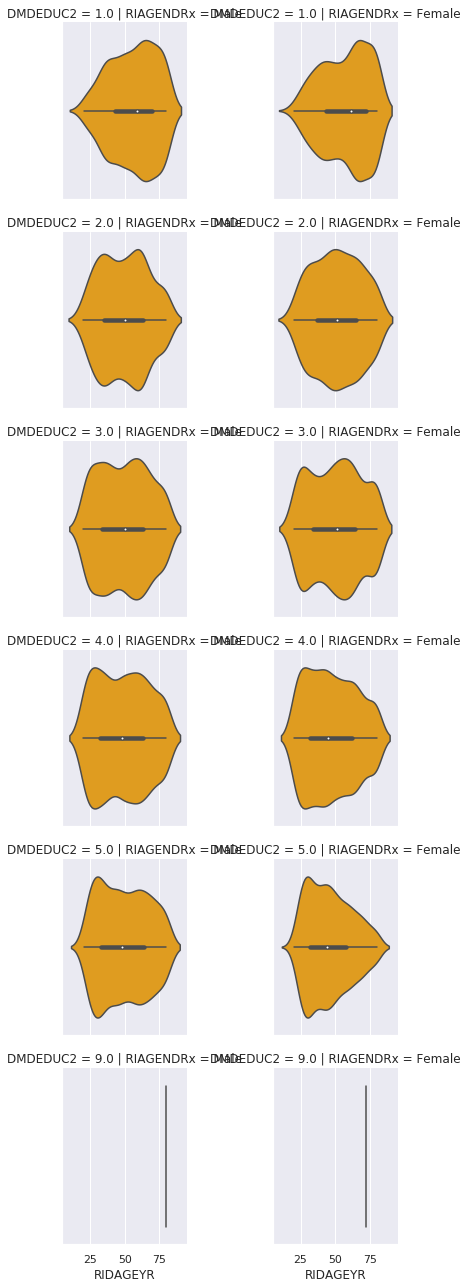 DMDEDUC2 = 1.0 | RIAGENDRx = Male DMDEDUC2 = 1.0 | RIAGENDRx = Female
DMDEDUC2 = 2.0 | RIAGENDRx = Male DMDEDUC2 = 2.0 | RIAGENDRx = Female
DMDEDUC2 = 3.0 | RIAGENDRx = Male DMDEDUC2 = 3.0 | RIAGENDRx = Female
DMDEDUC2 = 4.0 | RIAGENDRx = Male DMDEDUC2 = 4.0 | RIAGENDRx = Female
DMDEDUC2 = 5.0 | RIAGENDRx = Male DMDEDUC2 = 5.0 | RIAGENDRx = Female
DMDEDUC2 = 9.0 | RIAGENDRx = Male DMDEDUC2 = 9.0 | RIAGENDRx = Female
25 50 75 25 50 75
RIDAGEYR RIDAGEYR